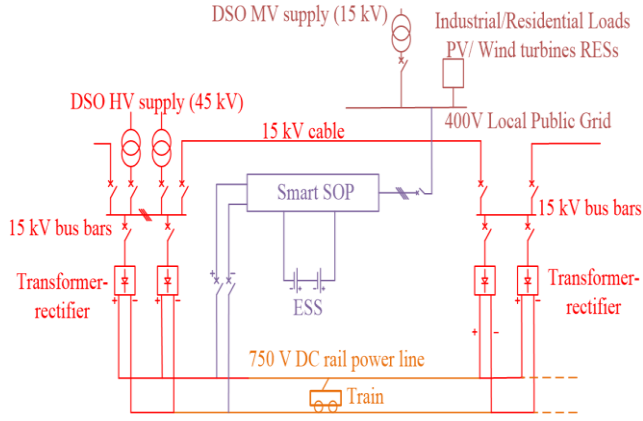 DSO MV supply (15 kV)
Industrial/Residential Loads
PV/ Wind turbines RESs
DSO HV supply (45 kV)
400V Local Public Grid
15 kV cable
Smart SOP
15 kV bus bars
15 kV bus bars
Transformer-
rectifier
Transformer-
rectifier
ESS
+ -
+ -
+ -
+ -
- + - +
+ -
750 V DC rail power line
Train